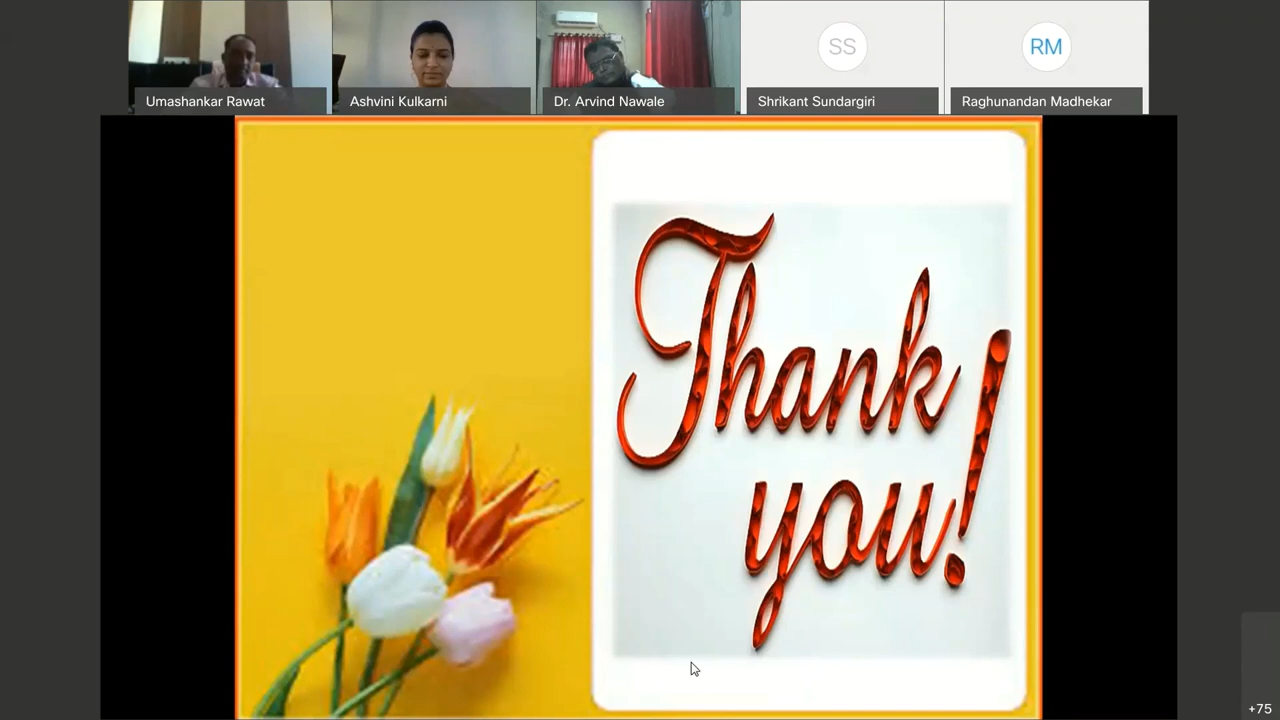 Umashankar Rawat
Ashvini Kulkarni
Dr. Arvind Nawale
SS
Shrikant Sundargiri
RM
Raghunandan Madhekar
Thank
you!
+75